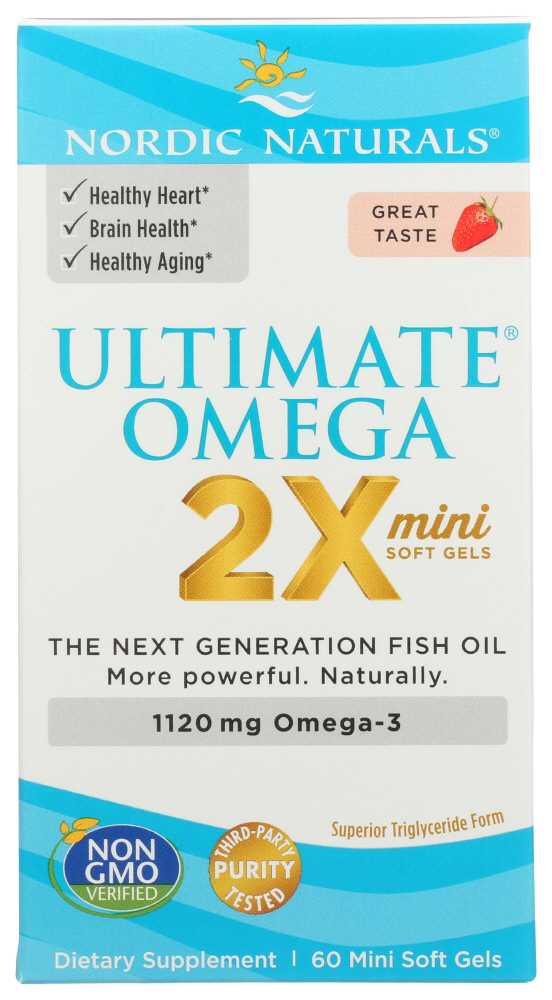 NORDIC NATURALS®
✓ Healthy Heart*
✓ Brain Health*
✓ Healthy Aging*
GREAT
TASTE
ULTIMATE®
OMEGA
2X mini
SOFT GELS
THE NEXT GENERATION FISH OIL
More powerful. Naturally.
1120 mg Omega-3
Superior Triglyceride Form
NON
GMO
VERIFIED
THIRD-PARTY
PURITY
TESTED
Dietary Supplement | 60 Mini Soft Gels